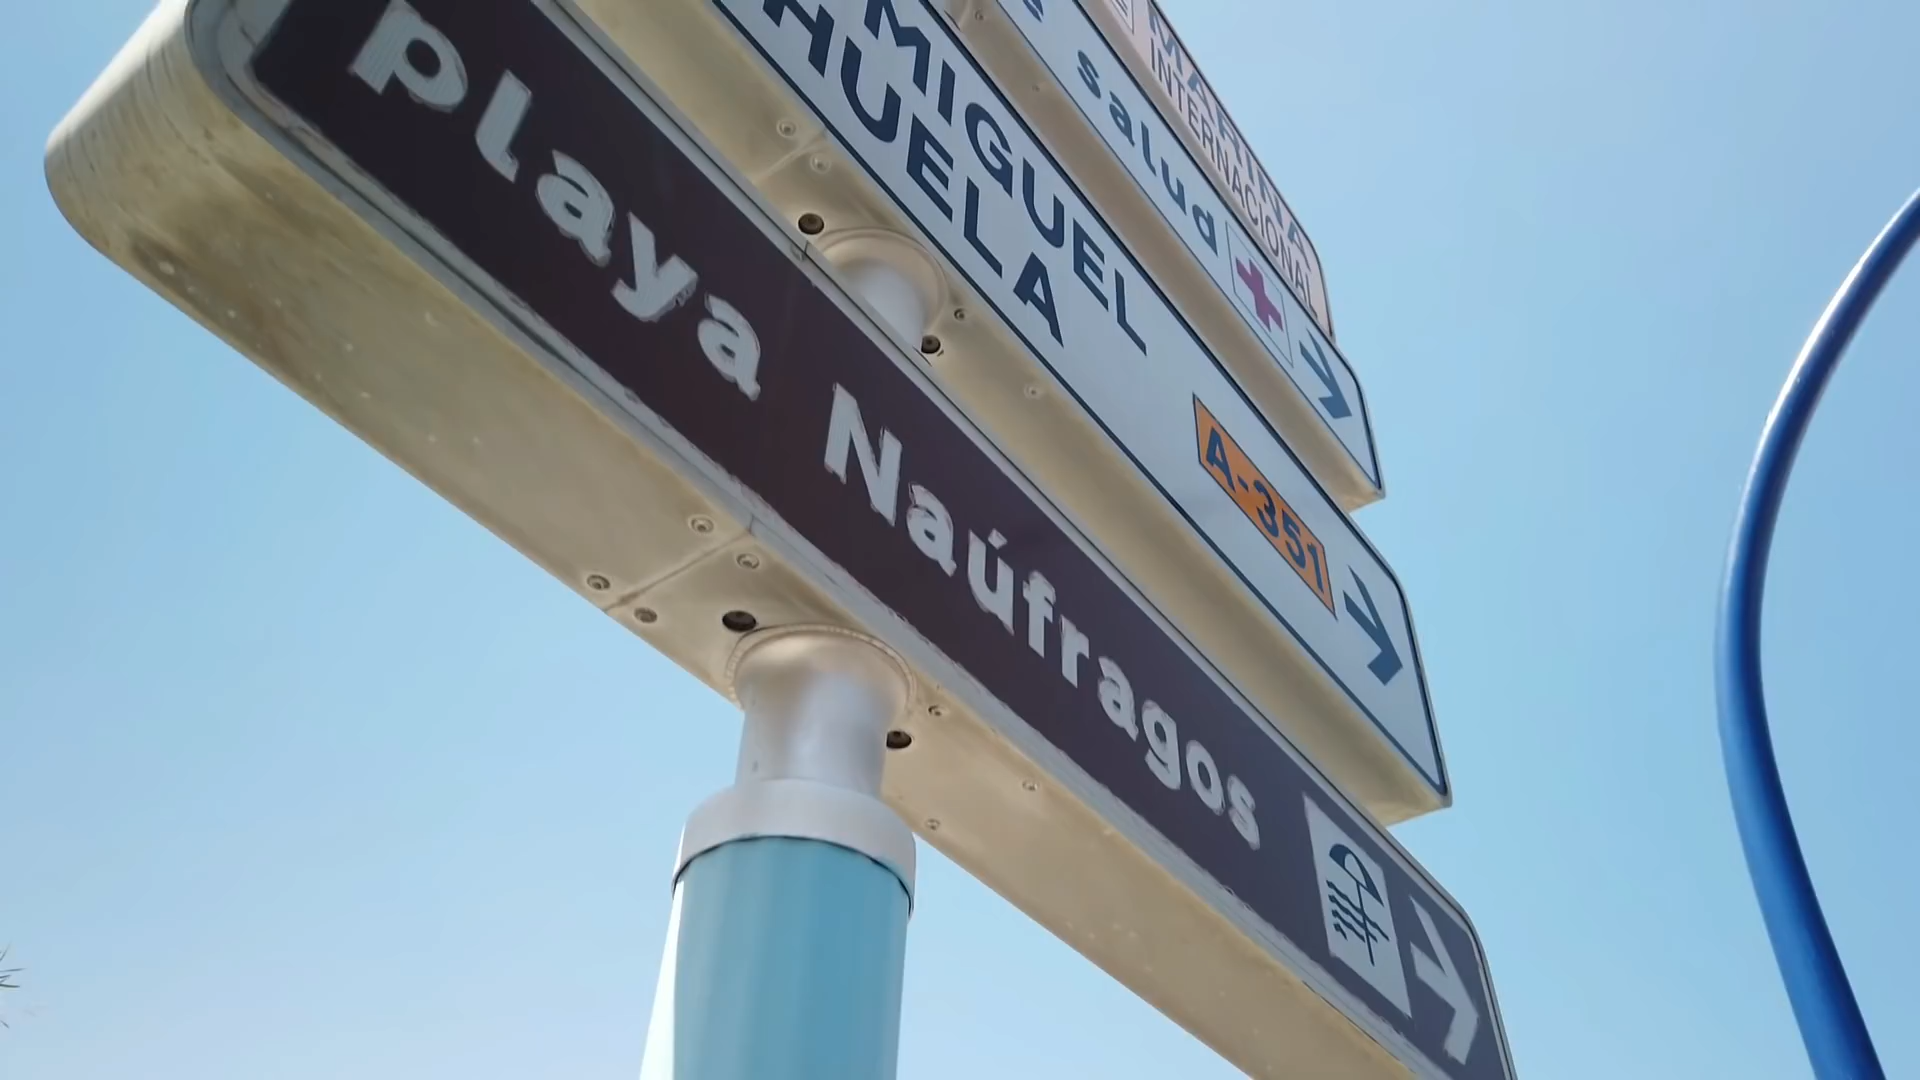 MARINA
INTERNACIONAL
salud
MIGUEL
HUELA
A-351
Playa Naúfragos